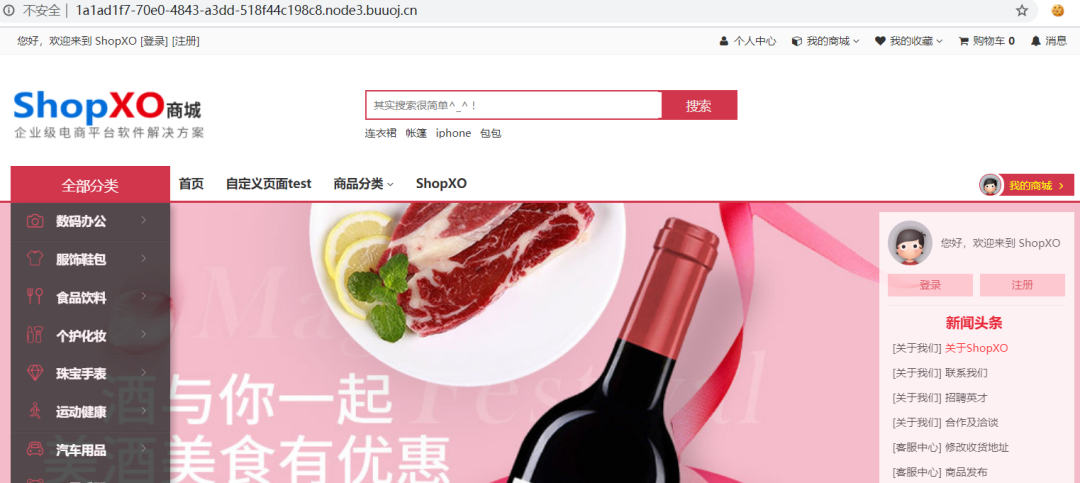 不安全 | 1a1ad1f7-70e0-4843-a3dd-518f44c198c8.node3.buuoj.cn
您好，欢迎来到 ShopXO [登录] [注册] 个人中心 我的商城 我的收藏 购物车 0 消息
ShopXO商城
企业级电商平台软件解决方案
其实搜索很简单^_^ ! 搜索
连衣裙 帐篷 iphone 包包
全部分类 首页 自定义页面test 商品分类 ShopXO 我的商城
数码办公
服饰鞋包
食品饮料
个护化妆
珠宝手表
运动健康
汽车用品
酒与你一起
美酒美食有优惠
Festival
您好，欢迎来到 ShopXO
登录 注册
新闻头条
[关于我们] 关于ShopXO
[关于我们] 联系我们
[关于我们] 招聘英才
[关于我们] 合作及洽谈
[客服中心] 修改收货地址
[客服中心] 商品发布